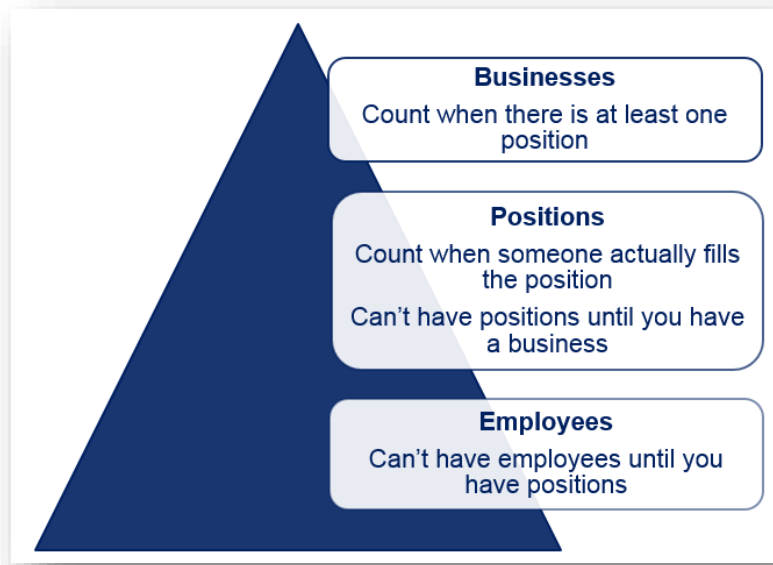 Businesses
Count when there is at least one
position
Positions
Count when someone actually fills
the position
Can't have positions until you have
a business
Employees
Can't have employees until you
have positions